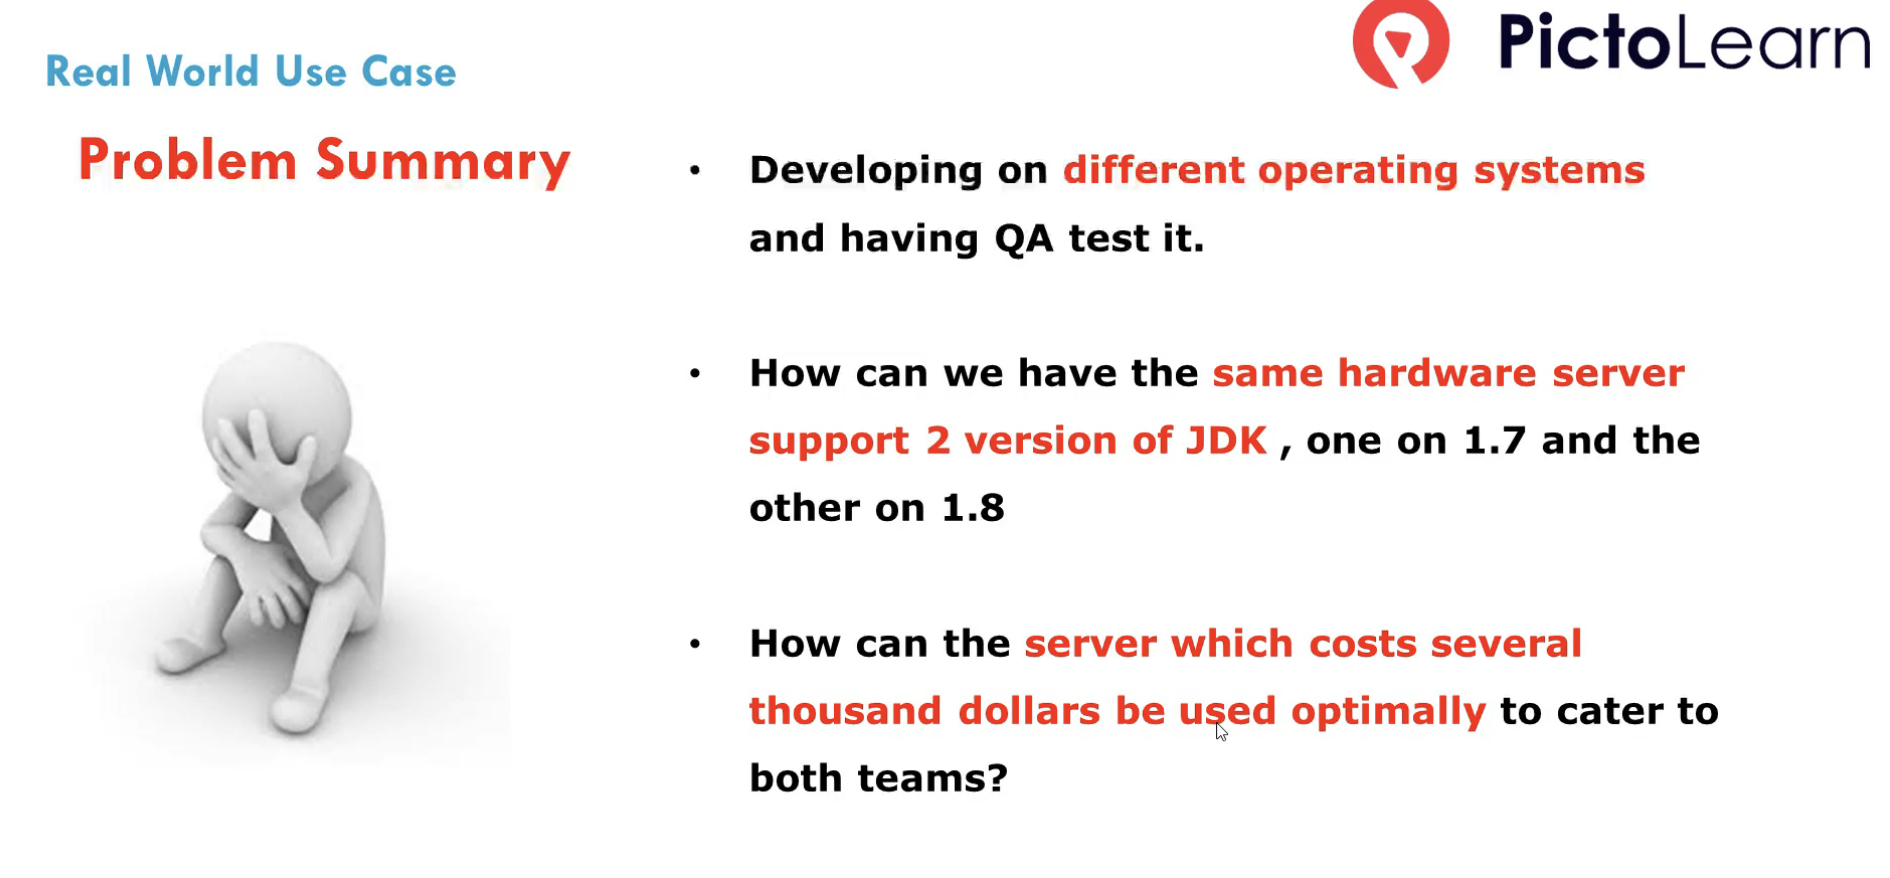 PictoLearn
Real World Use Case
Problem Summary
• Developing on different operating systems
and having QA test it.
• How can we have the same hardware server
support 2 version of JDK , one on 1.7 and the
other on 1.8
• How can the server which costs several
thousand dollars be used optimally to cater to
both teams?